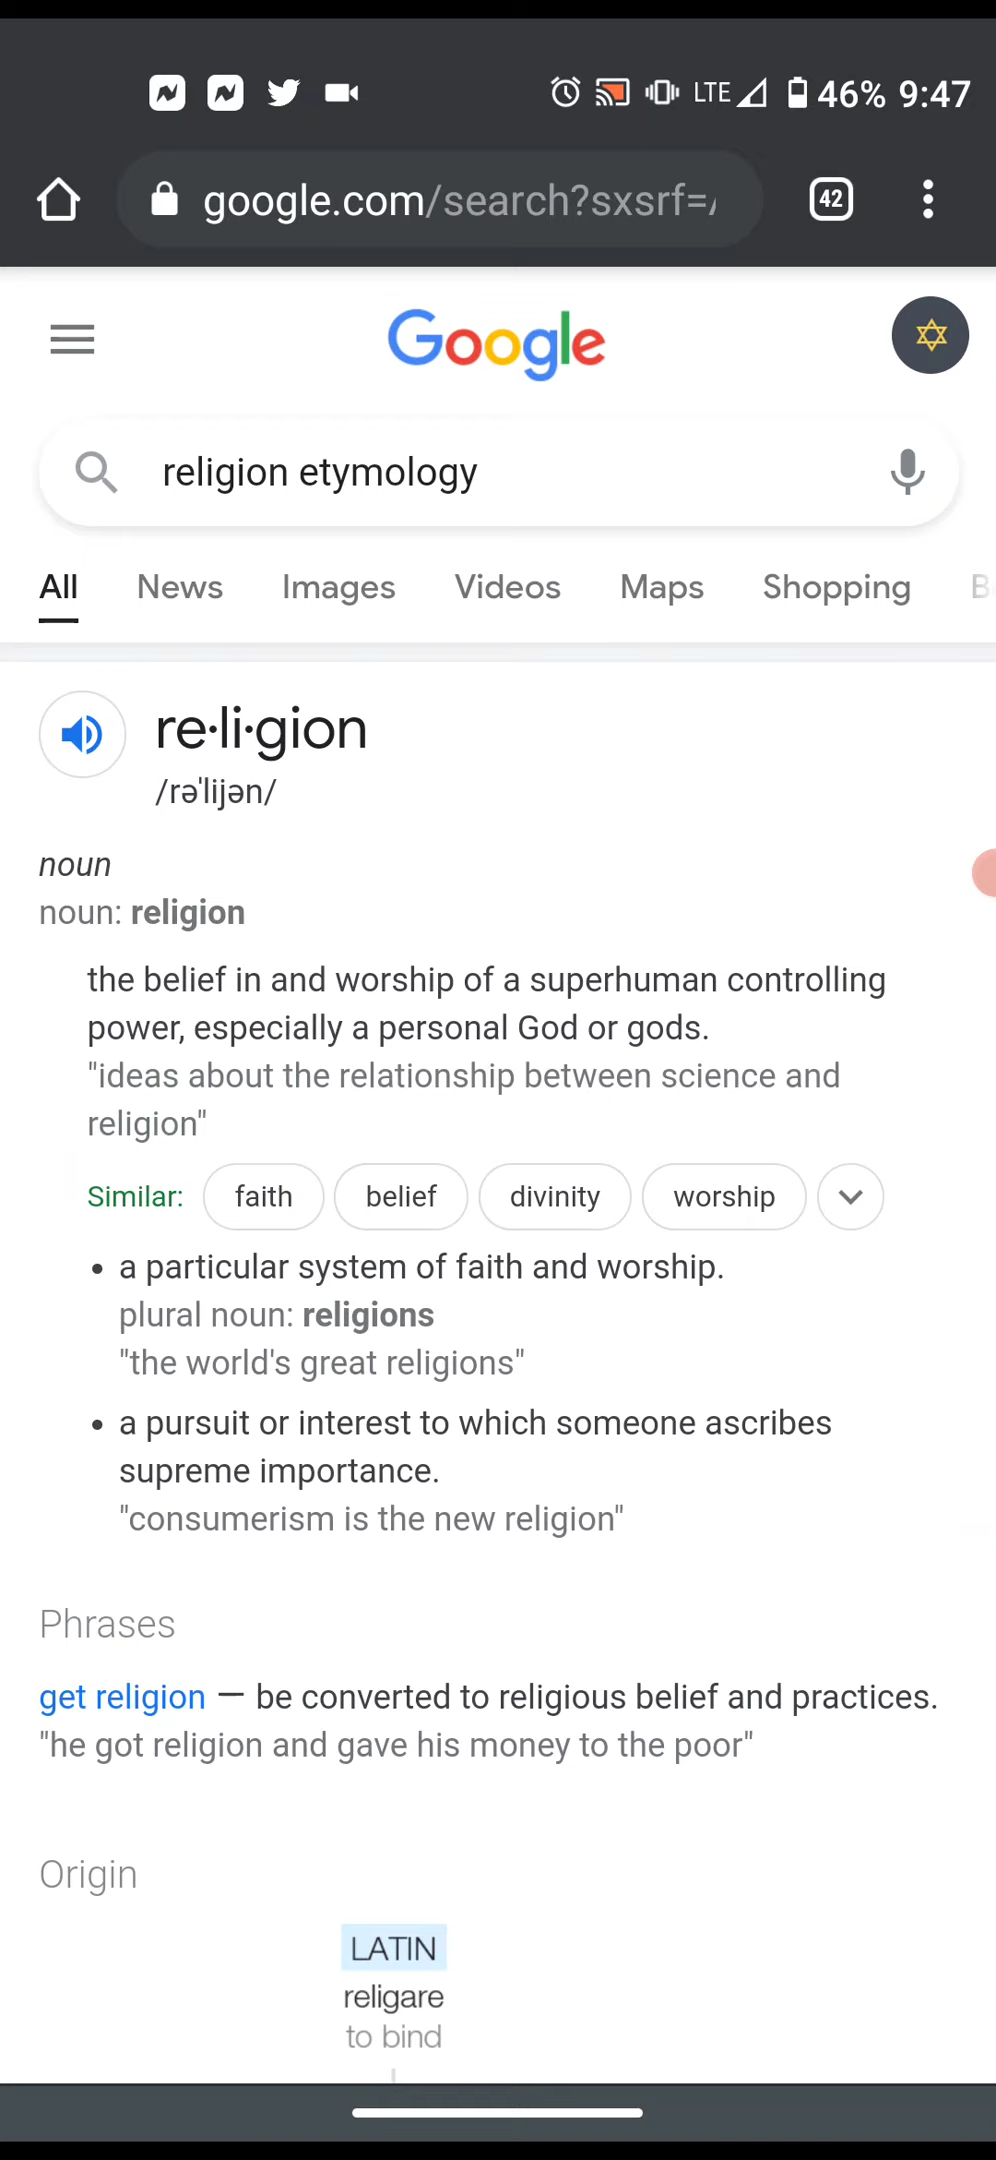 LTE 46% 9:47
google.com/search?sxsrf=
42
Google
religion etymology
All News Images Videos Maps Shopping B
re·li·gion
/rəˈlijən/
noun
noun: religion
the belief in and worship of a superhuman controlling
power, especially a personal God or gods.
"ideas about the relationship between science and
religion"
Similar: faith belief divinity worship
• a particular system of faith and worship.
plural noun: religions
"the world's great religions"
• a pursuit or interest to which someone ascribes
supreme importance.
"consumerism is the new religion"
Phrases
get religion — be converted to religious belief and practices.
"he got religion and gave his money to the poor"
Origin
LATIN
religare
to bind